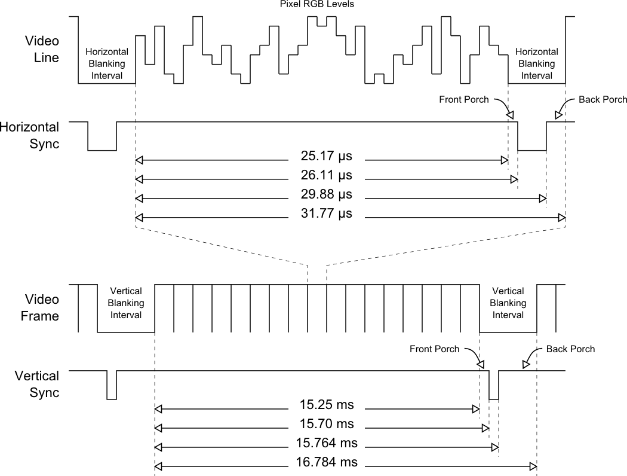 Pixel RGB Levels
Video
Line
Horizontal
Blanking
Interval
Horizontal
Blanking
Interval
Front Porch
Back Porch
Horizontal
Sync
25.17 µs
26.11 µs
29.88 µs
31.77 µs
Video
Frame
Vertical
Blanking
Interval
Vertical
Blanking
Interval
Front Porch
Back Porch
Vertical
Sync
15.25 ms
15.70 ms
15.764 ms
16.784 ms